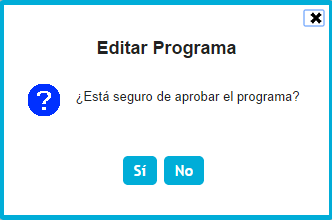 Editar Programa
¿Está seguro de aprobar el programa?
Sí No